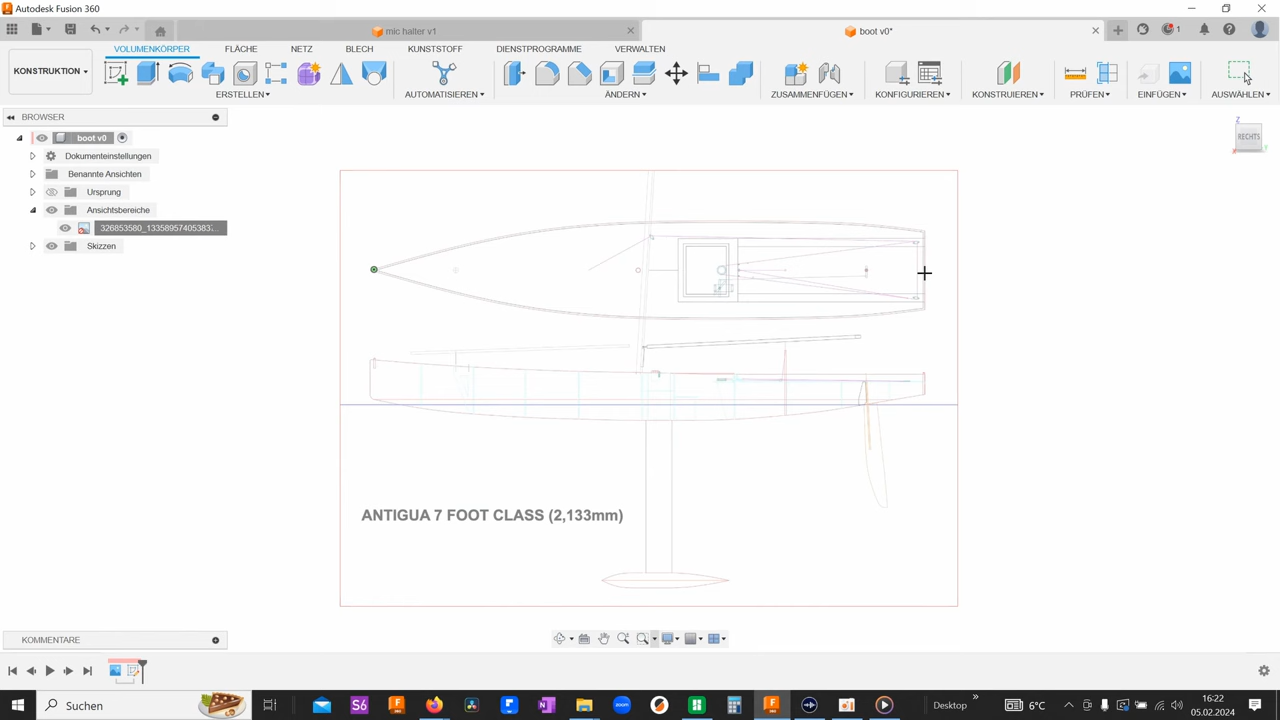 Autodesk Fusion 360
mic halter v1
boot v0*
1
KONSTRUKTION
VOLUMENKÖRPER FLÄCHE NETZ BLECH KUNSTSTOFF DIENSTPROGRAMME VERWALTEN
ERSTELLEN AUTOMATISIEREN ÄNDERN ZUSAMMENFÜGEN KONFIGURIEREN KONSTRUIEREN PRÜFEN EINFÜGEN AUSWÄHLEN
BROWSER
boot v0
Dokumenteinstellungen
Benannte Ansichten
Ursprung
Ansichtsbereiche
Skizzen
Z
RECHTS
ANTIGUA 7 FOOT CLASS (2,133mm)
KOMMENTARE
Suchen
Desktop
6°C
16:22
05.02.2024